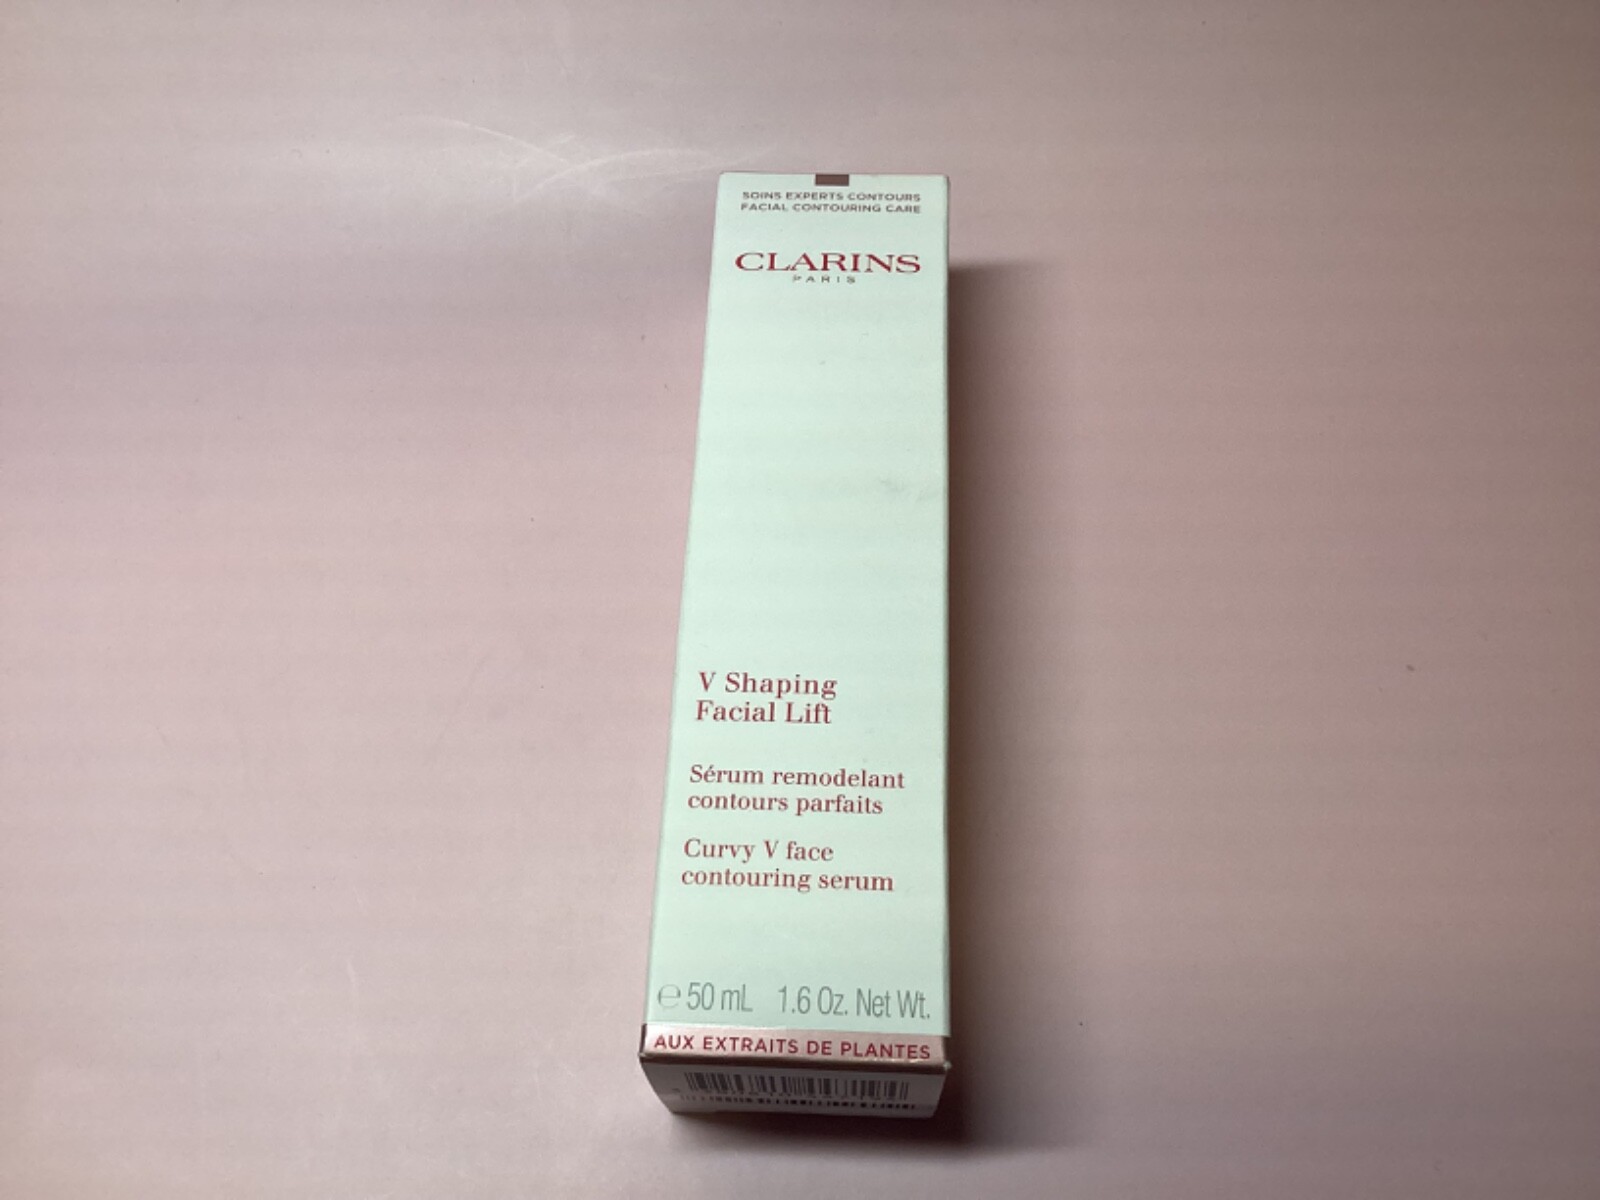 SOINS EXPERTS CONTOURS
FACIAL CONTOURING CARE
CLARINS
PARIS
V Shaping
Facial Lift
Sérum remodelant
contours parfaits
Curvy V face
contouring serum
℮ 50 mL 1.6 Oz. Net Wt.
AUX EXTRAITS DE PLANTES